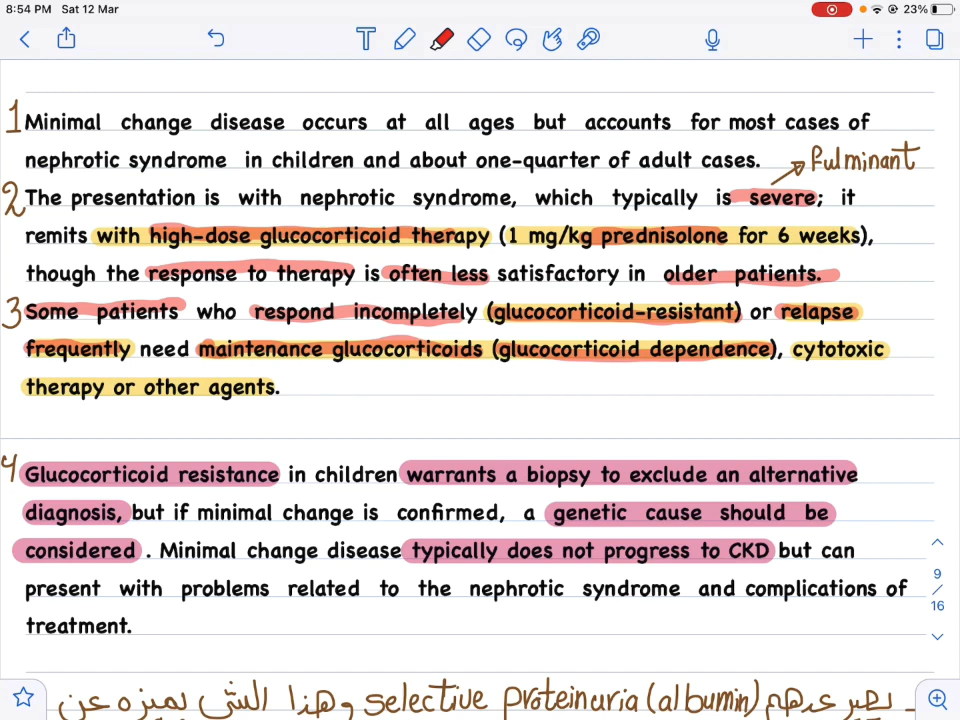 8:54 PM Sat 12 Mar 23%
1 Minimal change disease occurs at all ages but accounts for most cases of
nephrotic syndrome in children and about one-quarter of adult cases.
fulminant
2 The presentation is with nephrotic syndrome, which typically is severe; it
remits with high-dose glucocorticoid therapy (1 mg/kg prednisolone for 6 weeks),
though the response to therapy is often less satisfactory in older patients.
3 Some patients who respond incompletely (glucocorticoid-resistant) or relapse
frequently need maintenance glucocorticoids (glucocorticoid dependence), cytotoxic
therapy or other agents.
4 Glucocorticoid resistance in children warrants a biopsy to exclude an alternative
diagnosis, but if minimal change is confirmed, a genetic cause should be
considered . Minimal change disease typically does not progress to CKD but can
present with problems related to the nephrotic syndrome and complications of
treatment.
9
/
16
يصير عدهم selective proteinuria (albumin) وهذا الشي يميزه عن